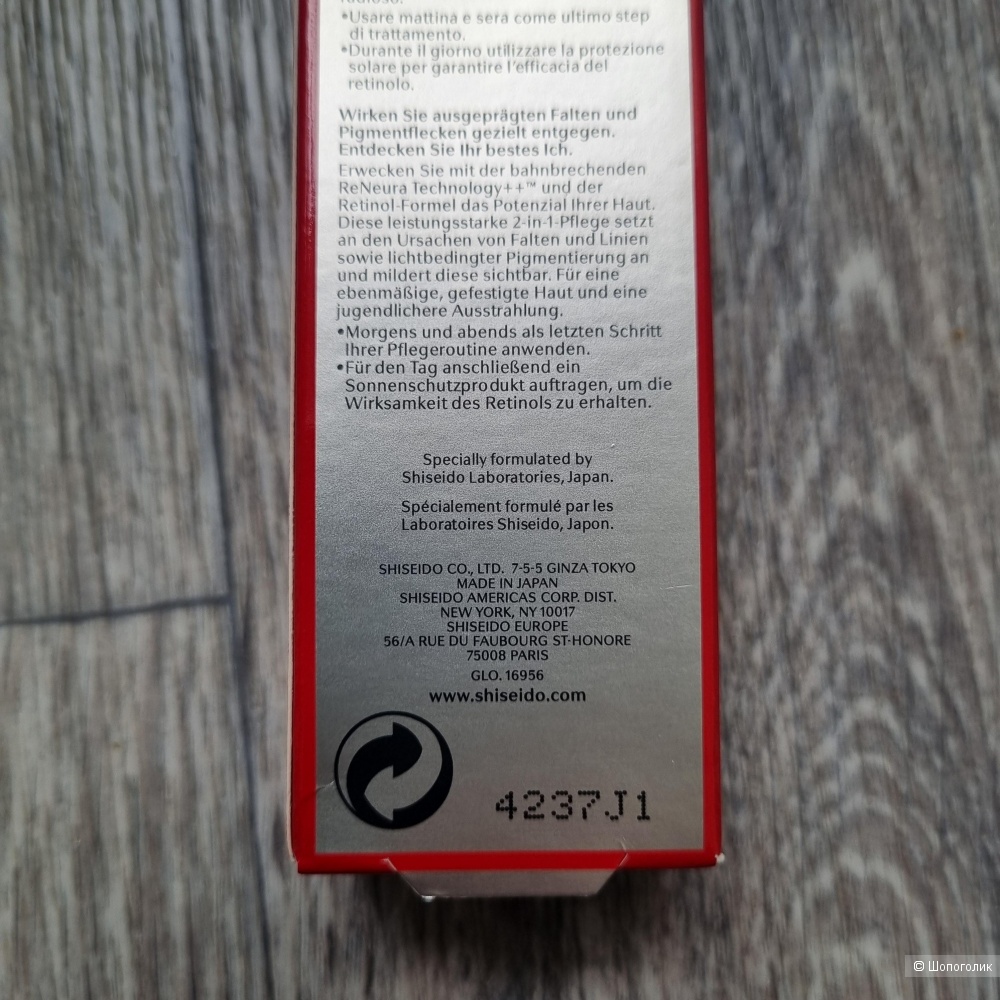 radioso.
•Usare mattina e sera come ultimo step
di trattamento.
•Durante il giorno utilizzare la protezione
solare per garantire l'efficacia del
retinolo.
Wirken Sie ausgeprägten Falten und
Pigmentflecken gezielt entgegen.
Entdecken Sie Ihr bestes Ich.
Erwecken Sie mit der bahnbrechenden
ReNeura Technology++™ und der
Retinol-Formel das Potenzial Ihrer Haut.
Diese leistungsstarke 2-in-1-Pflege setzt
an den Ursachen von Falten und Linien
sowie lichtbedingter Pigmentierung an
und mildert diese sichtbar. Für eine
ebenmäßige, gefestigte Haut und eine
jugendlichere Ausstrahlung.
•Morgens und abends als letzten Schritt
Ihrer Pflegeroutine anwenden.
•Für den Tag anschließend ein
Sonnenschutzprodukt auftragen, um die
Wirksamkeit des Retinols zu erhalten.
Specially formulated by
Shiseido Laboratories, Japan.
Spécialement formulé par les
Laboratoires Shiseido, Japon.
SHISEIDO CO., LTD. 7-5-5 GINZA TOKYO
MADE IN JAPAN
SHISEIDO AMERICAS CORP. DIST.
NEW YORK, NY 10017
SHISEIDO EUROPE
56/A RUE DU FAUBOURG ST-HONORE
75008 PARIS
GLO. 16956
www.shiseido.com
4237J1
© Шопоголик